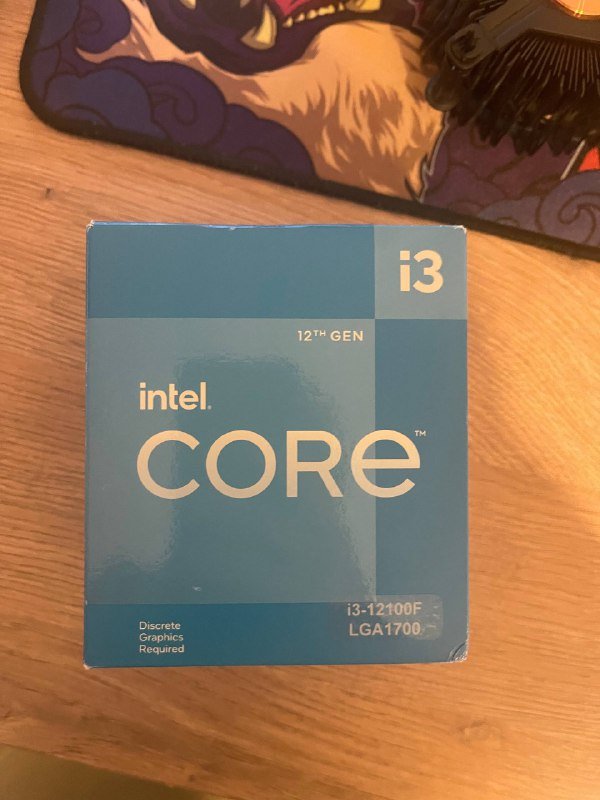 i3
12TH GEN
intel.
CORE™
i3-12100F
LGA1700
Discrete
Graphics
Required